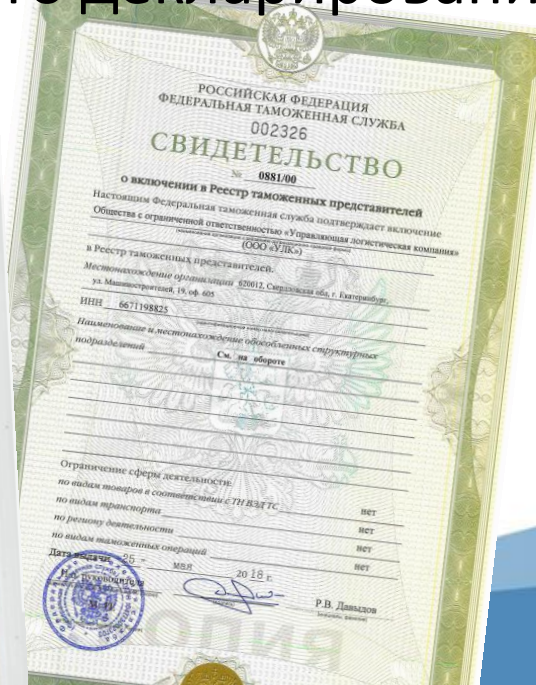 го декларировани
РОССИЙСКАЯ ФЕДЕРАЦИЯ
ФЕДЕРАЛЬНАЯ ТАМОЖЕННАЯ СЛУЖБА
002326
СВИДЕТЕЛЬСТВО
№ 0881/00
о включении в Реестр таможенных представителей
Настоящим Федеральная таможенная служба подтверждает включение
Общества с ограниченной ответственностью «Управляющая логистическая компания»
(ООО «УЛК»)
в Реестр таможенных представителей.
Местонахождение организации 620012, Свердловская обл, г. Екатеринбург,
ул. Машиностроителей, 19, оф. 605
ИНН 6671198825
Наименование и местонахождение обособленных структурных
подразделений См. на обороте
Ограничение сферы деятельности:
по видам товаров в соответствии с ТН ВЭД ТС нет
по видам транспорта нет
по региону деятельности нет
по видам таможенных операций нет
Дата выдачи 25 мая 2018 г.
И.о. руководителя
Р.В. Давыдов
КОПИЯ